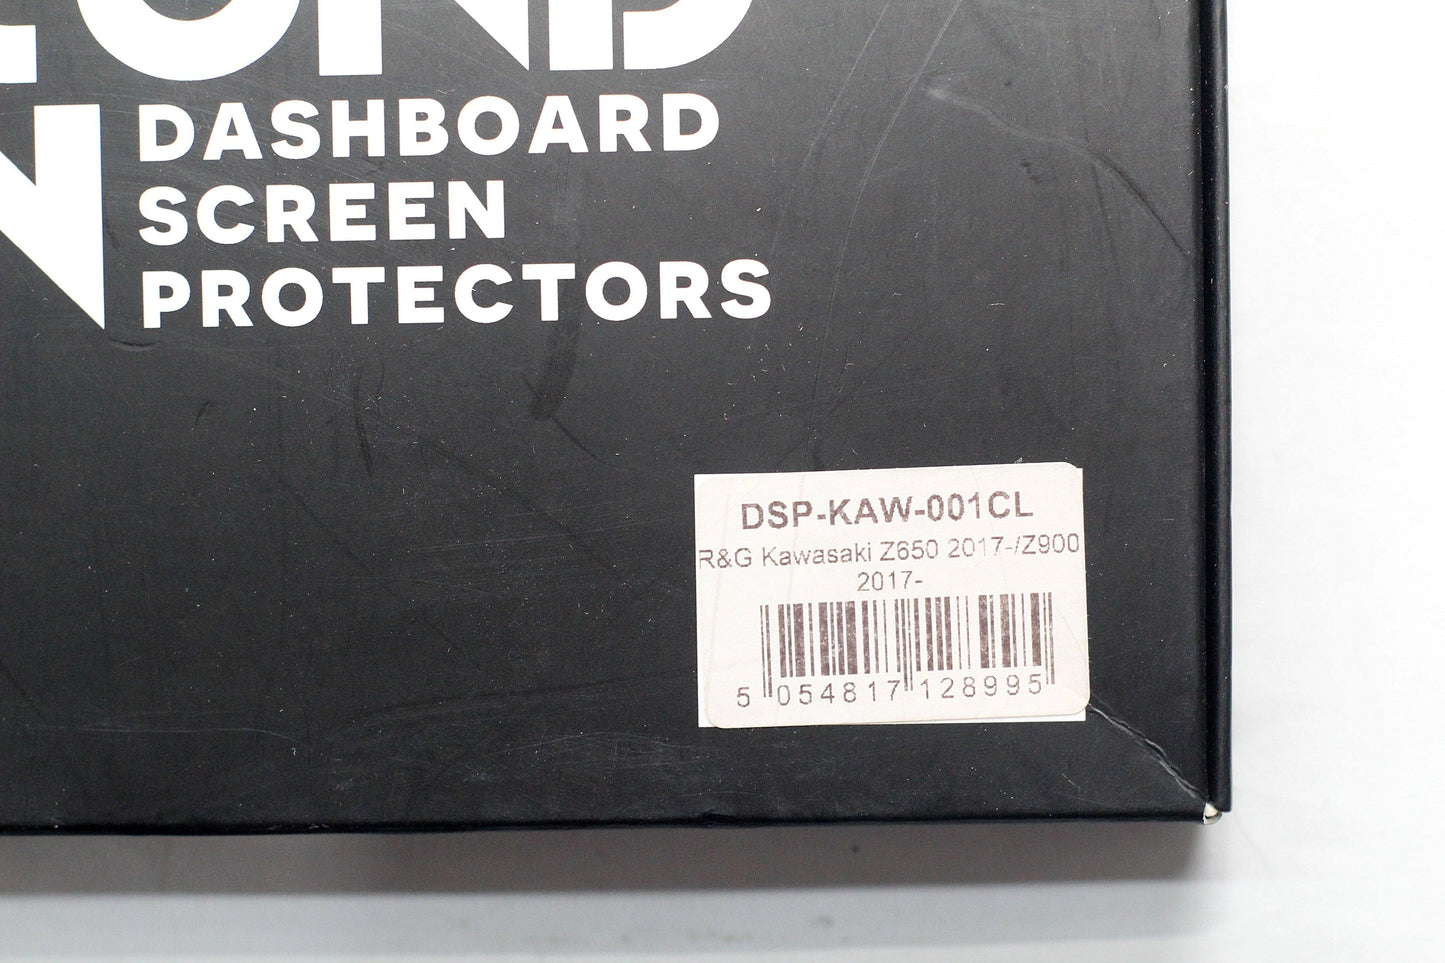 DASHBOARD
SCREEN
PROTECTORS
DSP-KAW-001CL
R&G Kawasaki Z650 2017-/Z900
2017-
5 054817 128995